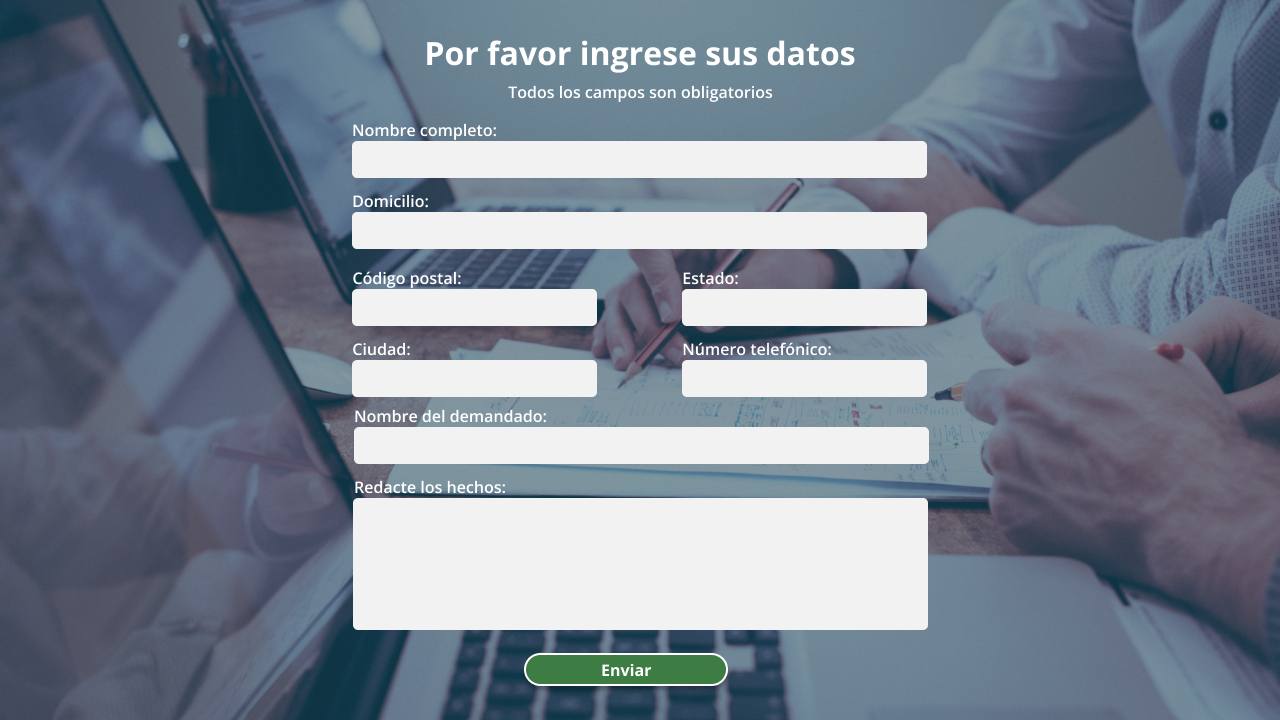 Por favor ingrese sus datos
Todos los campos son obligatorios
Nombre completo:
Domicilio:
Código postal:
Estado:
Ciudad:
Número telefónico:
Nombre del demandado:
Redacte los hechos:
Enviar